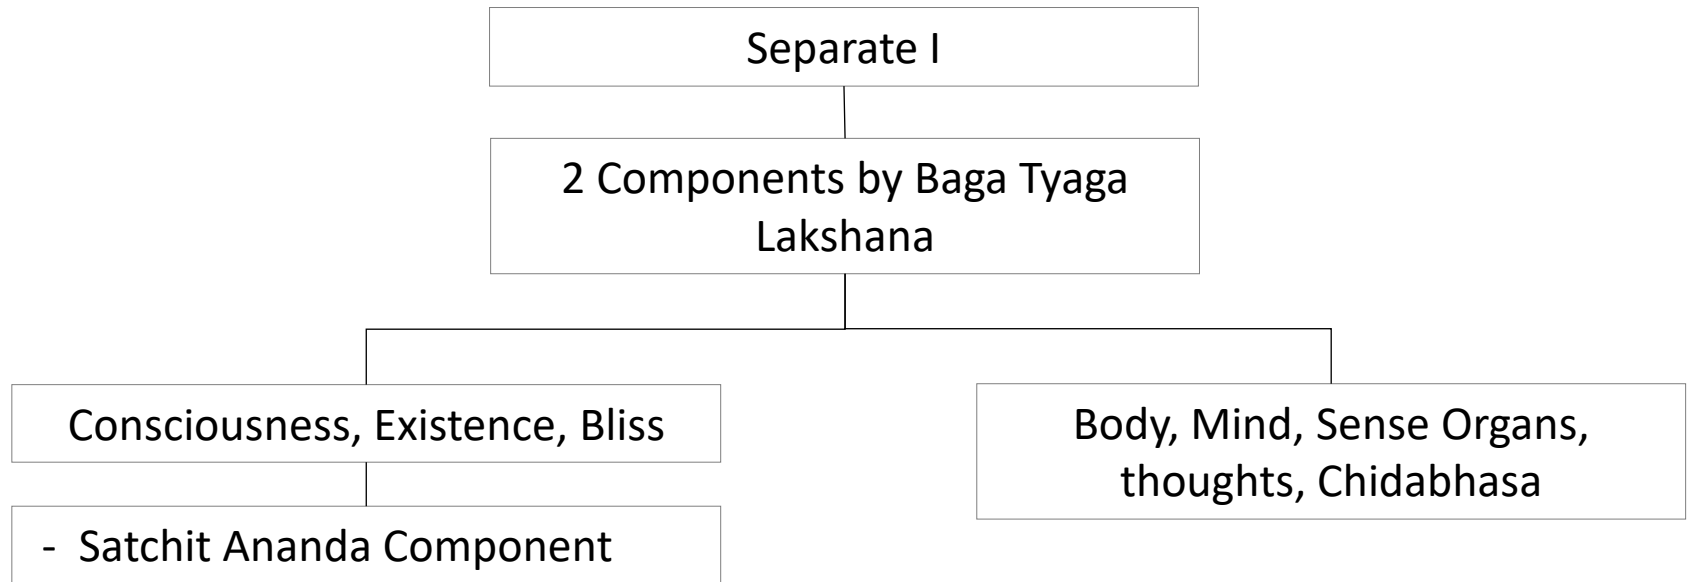 Separate I
2 Components by Baga Tyaga
Lakshana
Consciousness, Existence, Bliss
- Satchit Ananda Component
Body, Mind, Sense Organs,
thoughts, Chidabhasa